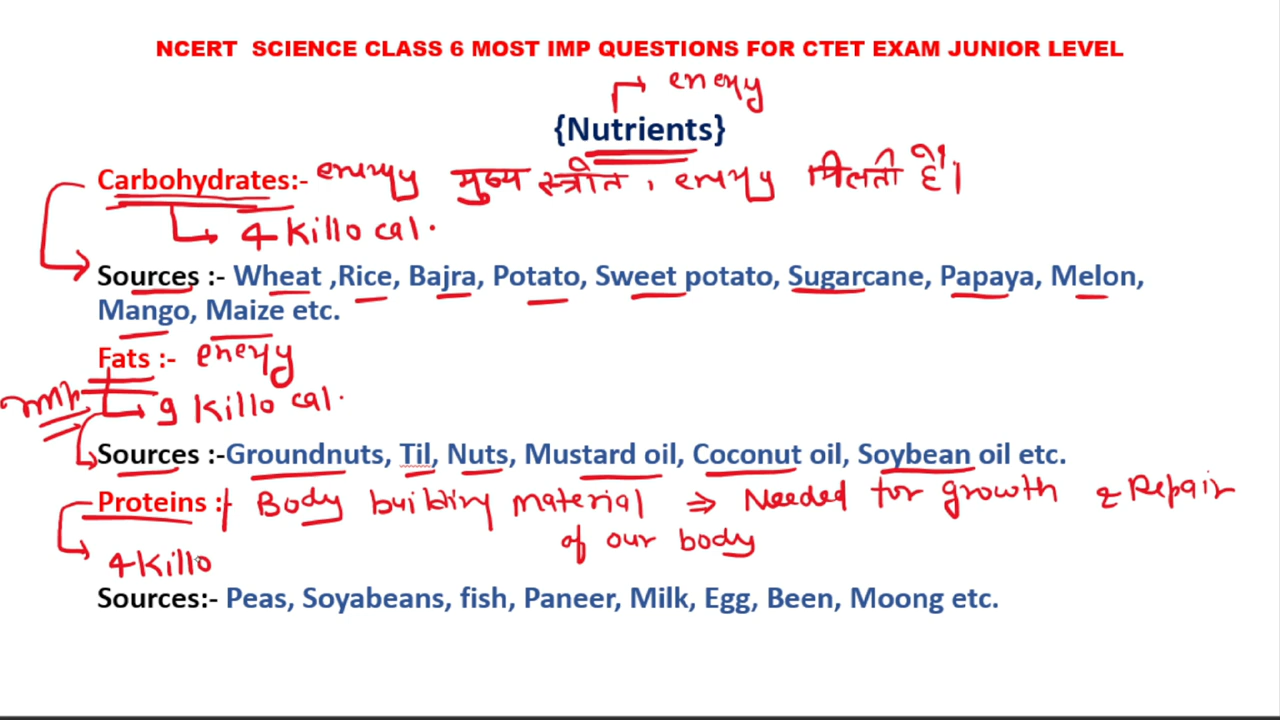 NCERT SCIENCE CLASS 6 MOST IMP QUESTIONS FOR CTET EXAM JUNIOR LEVEL
energy
{Nutrients}
Carbohydrates:- energy मुख्य स्त्रोत, energy मिलती है।
4 killo cal.
Sources :- Wheat ,Rice, Bajra, Potato, Sweet potato, Sugarcane, Papaya, Melon,
Mango, Maize etc.
Fats :- energy
Imp
9 killo cal.
Sources :-Groundnuts, Til, Nuts, Mustard oil, Coconut oil, Soybean oil etc.
Proteins :- Body building material ⇒ Needed for growth & Repair
of our body
4 Killo
Sources:- Peas, Soyabeans, fish, Paneer, Milk, Egg, Been, Moong etc.